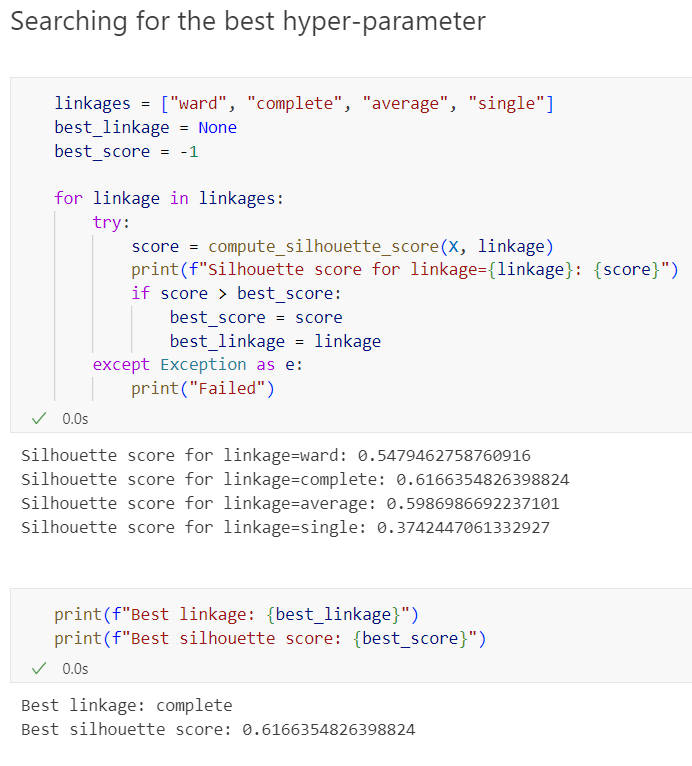 Searching for the best hyper-parameter
linkages = ["ward", "complete", "average", "single"]
best_linkage = None
best_score = -1
for linkage in linkages:
try:
score = compute_silhouette_score(X, linkage)
print(f"Silhouette score for linkage={linkage}: {score}")
if score > best_score:
best_score = score
best_linkage = linkage
except Exception as e:
print("Failed")
0.0s
Silhouette score for linkage=ward: 0.5479462758760916
Silhouette score for linkage=complete: 0.6166354826398824
Silhouette score for linkage=average: 0.5986986692237101
Silhouette score for linkage=single: 0.3742447061332927
print(f"Best linkage: {best_linkage}")
print(f"Best silhouette score: {best_score}")
0.0s
Best linkage: complete
Best silhouette score: 0.6166354826398824